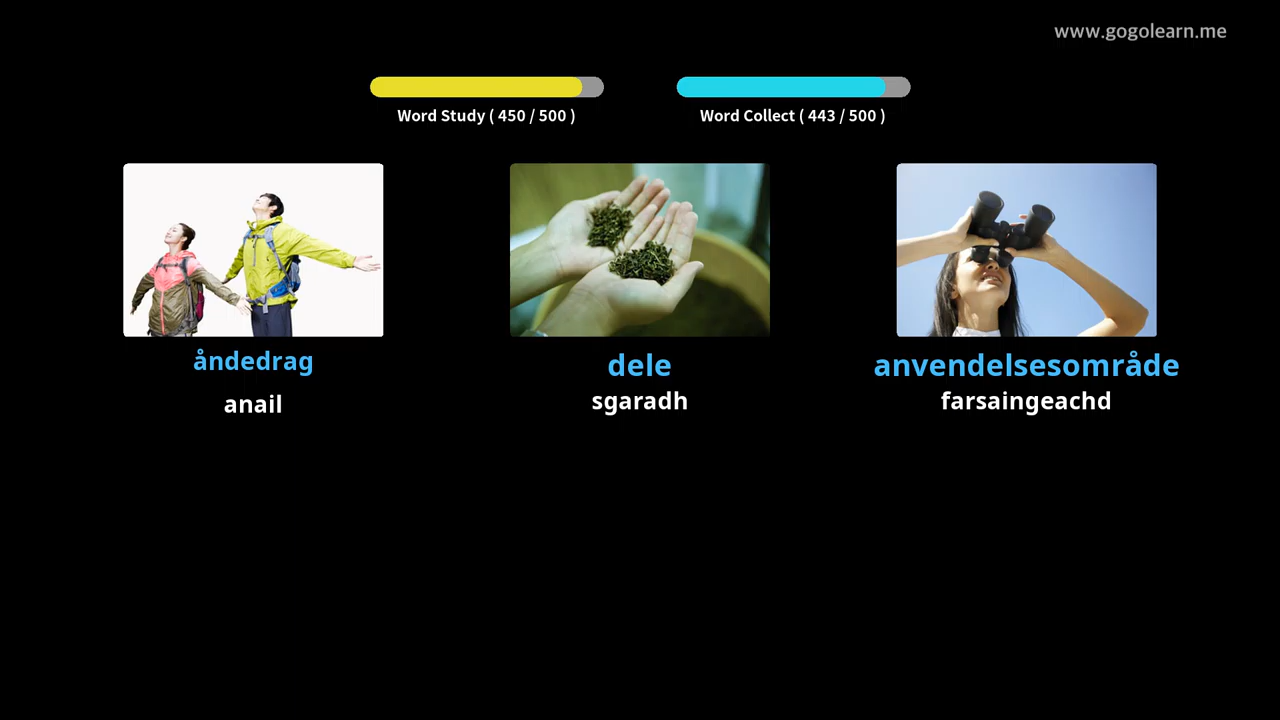 www.gogolearn.me
Word Study ( 450 / 500 )
Word Collect ( 443 / 500 )
åndedrag
anail
dele
sgaradh
anvendelsesområde
farsaingeachd